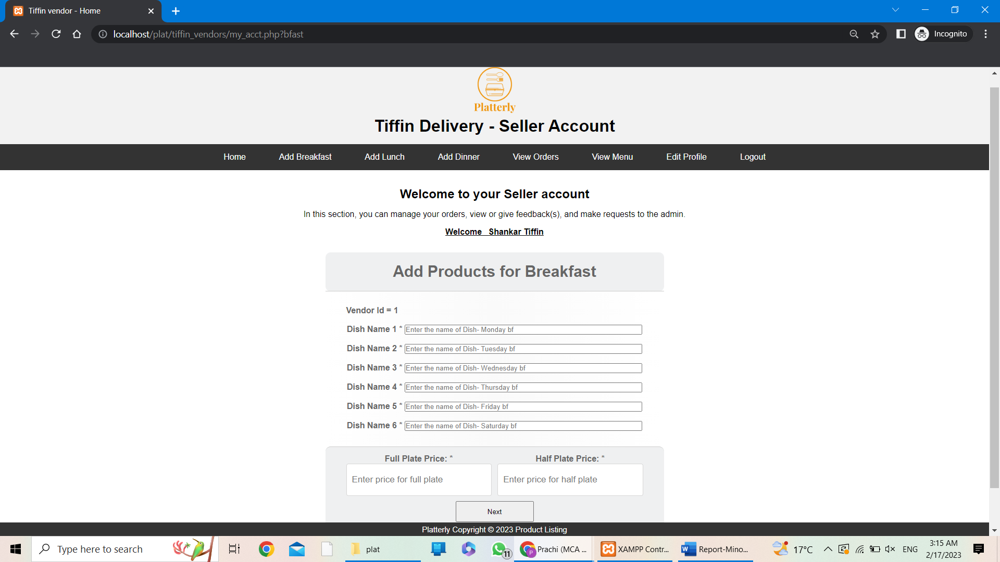 Tiffin vendor - Home
localhost/plat/tiffin_vendors/my_acct.php?bfast
Incognito
Platterly
Tiffin Delivery - Seller Account
Home Add Breakfast Add Lunch Add Dinner View Orders View Menu Edit Profile Logout
Welcome to your Seller account
In this section, you can manage your orders, view or give feedback(s), and make requests to the admin.
Welcome Shankar Tiffin
Add Products for Breakfast
Vendor Id = 1
Dish Name 1 * Enter the name of Dish- Monday bf
Dish Name 2 * Enter the name of Dish- Tuesday bf
Dish Name 3 * Enter the name of Dish- Wednesday bf
Dish Name 4 * Enter the name of Dish- Thursday bf
Dish Name 5 * Enter the name of Dish- Friday bf
Dish Name 6 * Enter the name of Dish- Saturday bf
Full Plate Price: * Half Plate Price: *
Enter price for full plate Enter price for half plate
Next
Platterly Copyright © 2023 Product Listing
Type here to search
plat
11
P
Prachi (MCA ...
XAMPP Contr...
W
Report-Mino...
17°C
ENG
3:15 AM
2/17/2023